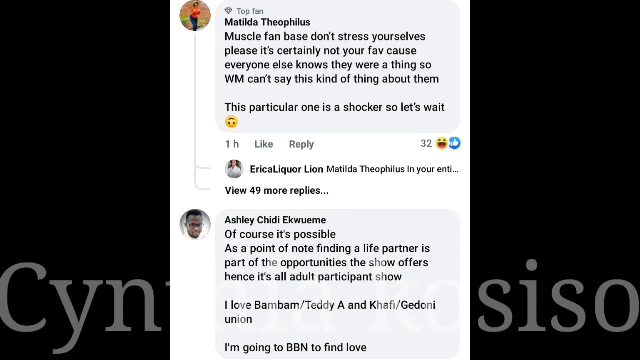 Top fan
Matilda Theophilus
Muscle fan base don't stress yourselves
please it's certainly not your fav cause
everyone else knows they were a thing so
WM can't say this kind of thing about them
This particular one is a shocker so let's wait
🙃
1 h Like Reply 32
EricaLiquor Lion Matilda Theophilus In your enti...
View 49 more replies...
Ashley Chidi Ekwueme
Of course it's possible
As a point of note finding a life partner is
part of the opportunities the show offers
hence it's all adult participant show
I love Bambam/Teddy A and Khafi/Gedoni
union
I'm going to BBN to find love